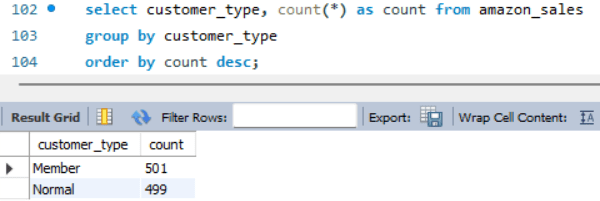 102 select customer_type, count(*) as count from amazon_sales
103 group by customer_type
104 order by count desc;
Result Grid Filter Rows: Export: Wrap Cell Content: IA
customer_type count
Member 501
Normal 499